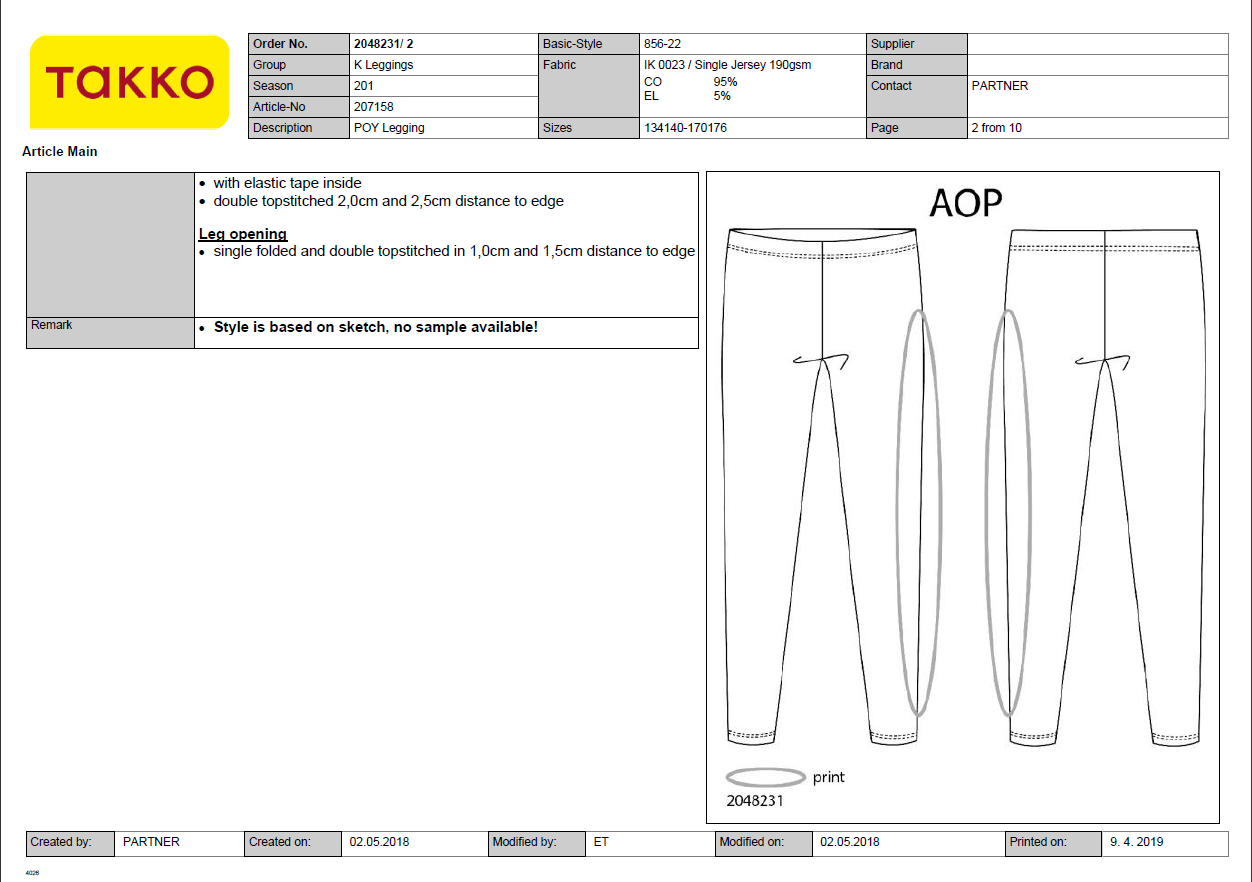 TaKKO
Order No. 2048231/ 2 Basic-Style 856-22 Supplier
Group K Leggings Fabric IK 0023 / Single Jersey 190gsm Brand
Season 201 CO 95% Contact PARTNER
EL 5%
Article-No 207158
Description POY Legging Sizes 134140-170176 Page 2 from 10
Article Main
• with elastic tape inside
• double topstitched 2,0cm and 2,5cm distance to edge
Leg opening
• single folded and double topstitched in 1,0cm and 1,5cm distance to edge
Remark • Style is based on sketch, no sample available!
AOP
print
2048231
Created by: PARTNER Created on: 02.05.2018 Modified by: ET Modified on: 02.05.2018 Printed on: 9. 4. 2019
4026